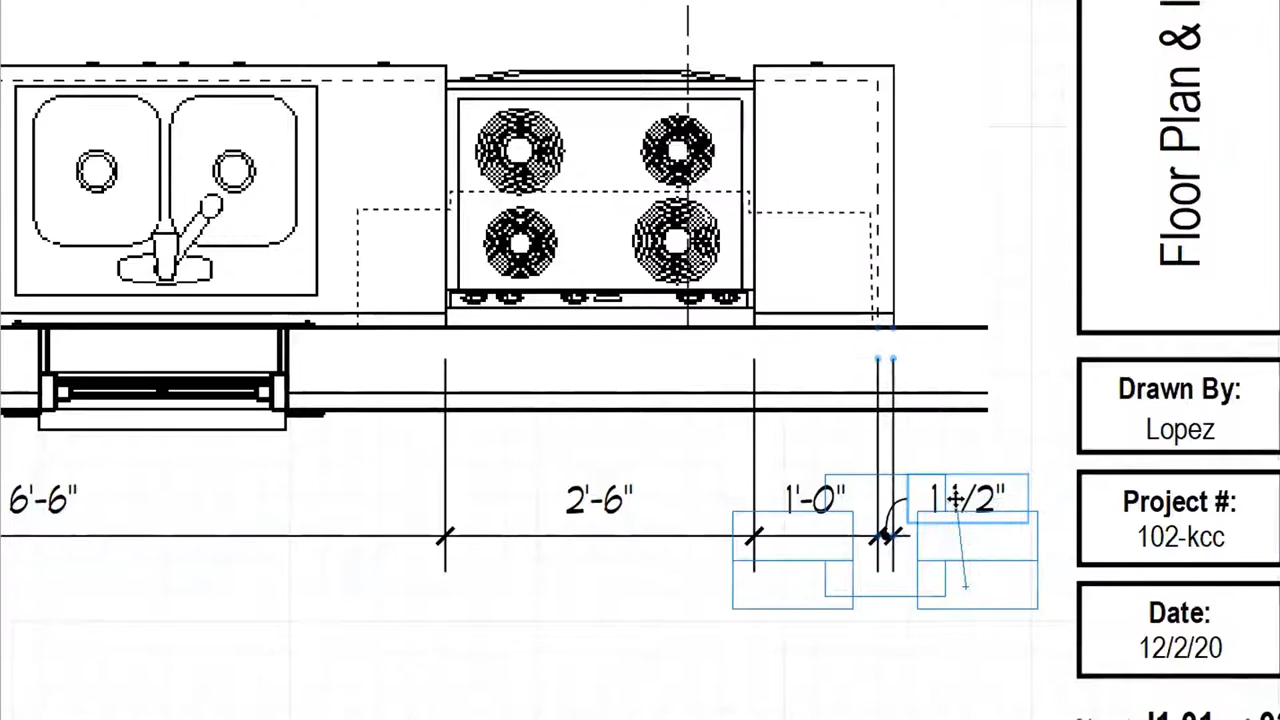 Floor Plan &
Drawn By:
Lopez
6'-6"
2'-6"
1'-0"
1 1/2"
Project #:
102-kcc
Date:
12/2/20